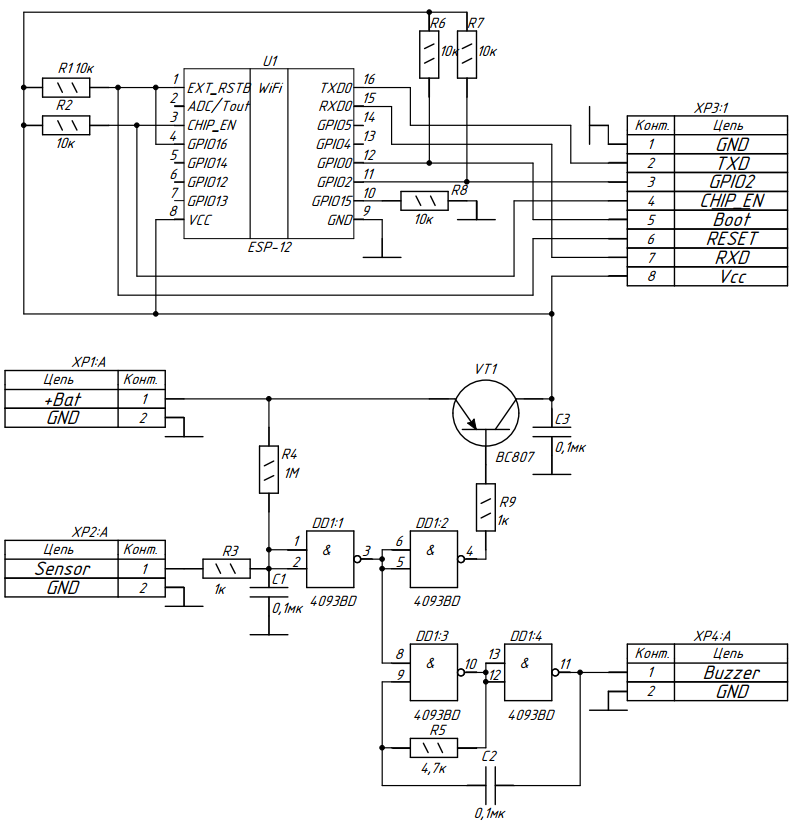 R6 R7
10к 10к
U1
R1 10к
R2
10к
1 EXT_RSTB WiFi TXD0 16
2 ADC/Tout RXD0 15
3 CHIP_EN GPIO5 14
4 GPIO16 GPIO4 13
5 GPIO14 GPIO0 12
6 GPIO12 GPIO2 11
7 GPIO13 GPIO15 10
8 VCC GND 9
ESP-12
R8
10к
XP3:1
Конт. Цепь
1 GND
2 TXD
3 GPIO2
4 CHIP_EN
5 Boot
6 RESET
7 RXD
8 Vcc
XP1:A
Цепь Конт.
+Bat 1
GND 2
VT1
BC807
C3
0,1мк
R4
1М
R9
1к
XP2:A
Цепь Конт.
Sensor 1
GND 2
R3
1к
C1
0,1мк
DD1:1
1 & 3
2
4093BD
DD1:2
6 & 4
5
4093BD
DD1:3
8 & 10
9
4093BD
DD1:4
13 & 11
12
4093BD
R5
4,7к
C2
0,1мк
XP4:A
Конт. Цепь
1 Buzzer
2 GND